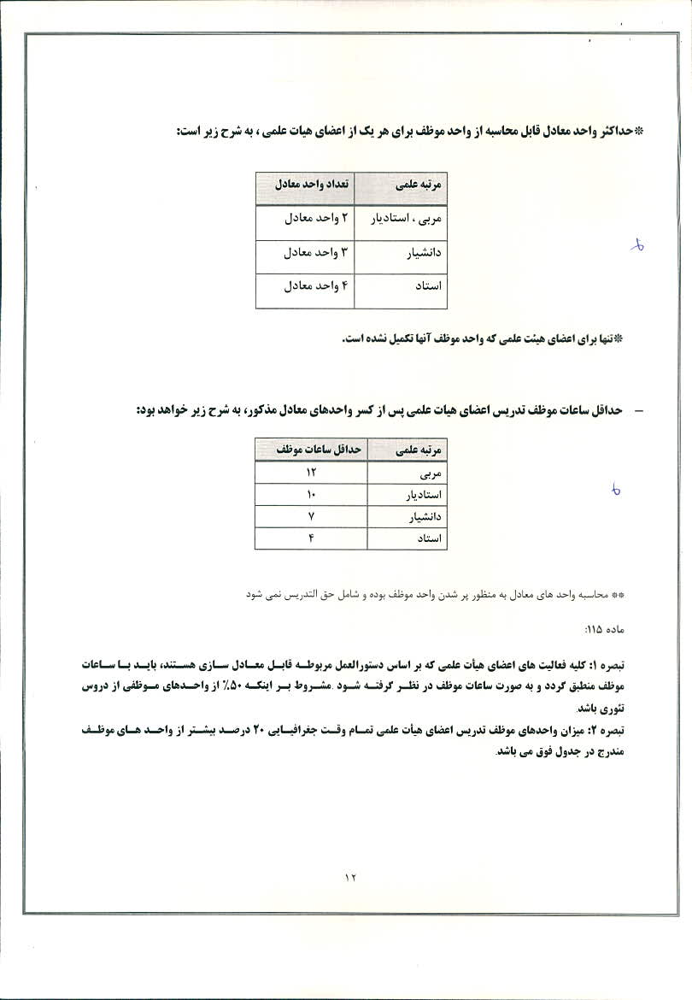 *حداکثر واحد معادل قابل محاسبه از واحد موظف برای هر یک از اعضای هیات علمی ، به شرح زیر است:
مرتبه علمی تعداد واحد معادل
مربی ، استادیار ۲ واحد معادل
دانشیار ۳ واحد معادل
استاد ۴ واحد معادل
*تنها برای اعضای هیئت علمی که واحد موظف آنها تکمیل نشده است.
– حداقل ساعات موظف تدریس اعضای هیات علمی پس از کسر واحدهای معادل مذکور، به شرح زیر خواهد بود:
مرتبه علمی حداقل ساعات موظف
مربی ۱۲
استادیار ۱۰
دانشیار ۷
استاد ۴
** محاسبه واحد های معادل به منظور پر شدن واحد موظف بوده و شامل حق التدریس نمی شود
ماده ۱۱۵:
تبصره ۱: کلیه فعالیت های اعضای هیأت علمی که بر اساس دستورالعمل مربوطه قابل معادل سازی هستند، باید با ساعات
موظف منطبق گردد و به صورت ساعات موظف در نظر گرفته شود .مشروط بر اینکه ۵۰٪ از واحدهای موظفی از دروس
تئوری باشد.
تبصره ۲: میزان واحدهای موظف تدریس اعضای هیأت علمی تمام وقت جغرافیایی ۲۰ درصد بیشتر از واحد های موظف
مندرج در جدول فوق می باشد.
۱۲